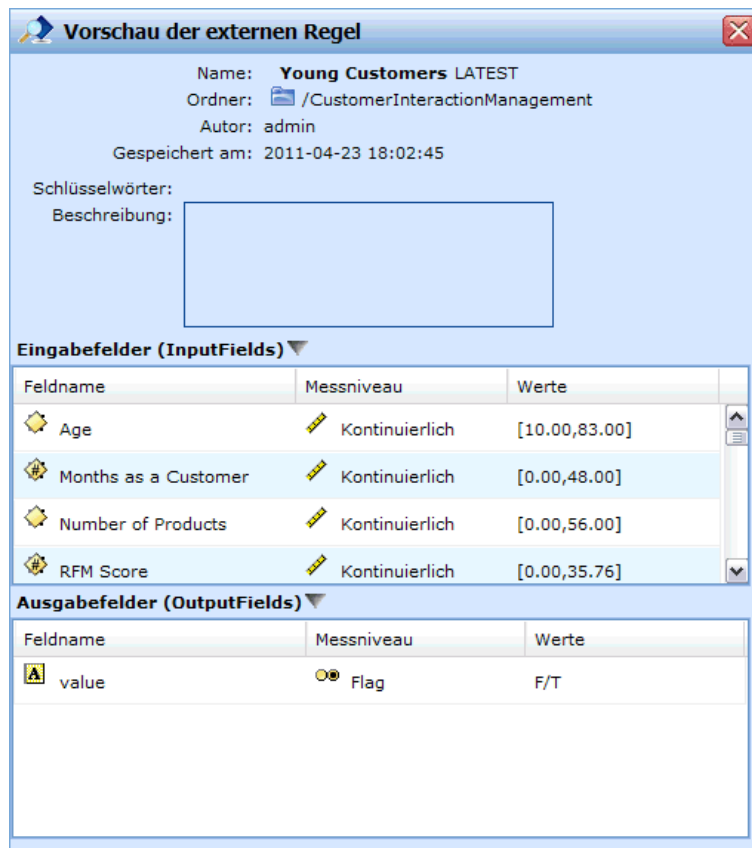 Vorschau der externen Regel
Name: Young Customers LATEST
Ordner: /CustomerInteractionManagement
Autor: admin
Gespeichert am: 2011-04-23 18:02:45
Schlüsselwörter:
Beschreibung:
Eingabefelder (InputFields)
Feldname Messniveau Werte
Age Kontinuierlich [10.00,83.00]
# Months as a Customer Kontinuierlich [0.00,48.00]
Number of Products Kontinuierlich [0.00,56.00]
# RFM Score Kontinuierlich [0.00,35.76]
Ausgabefelder (OutputFields)
Feldname Messniveau Werte
A value Flag F/T